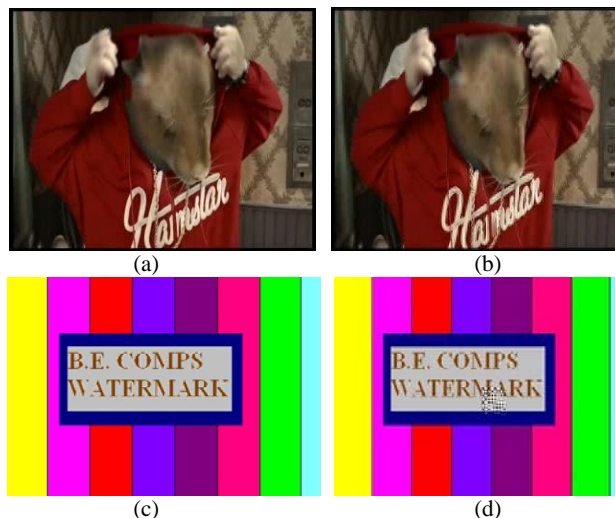 Hamstar
Hamstar
(a)
(b)
B.E. COMPS
WATERMARK
B.E. COMPS
WATERMARK
(c)
(d)